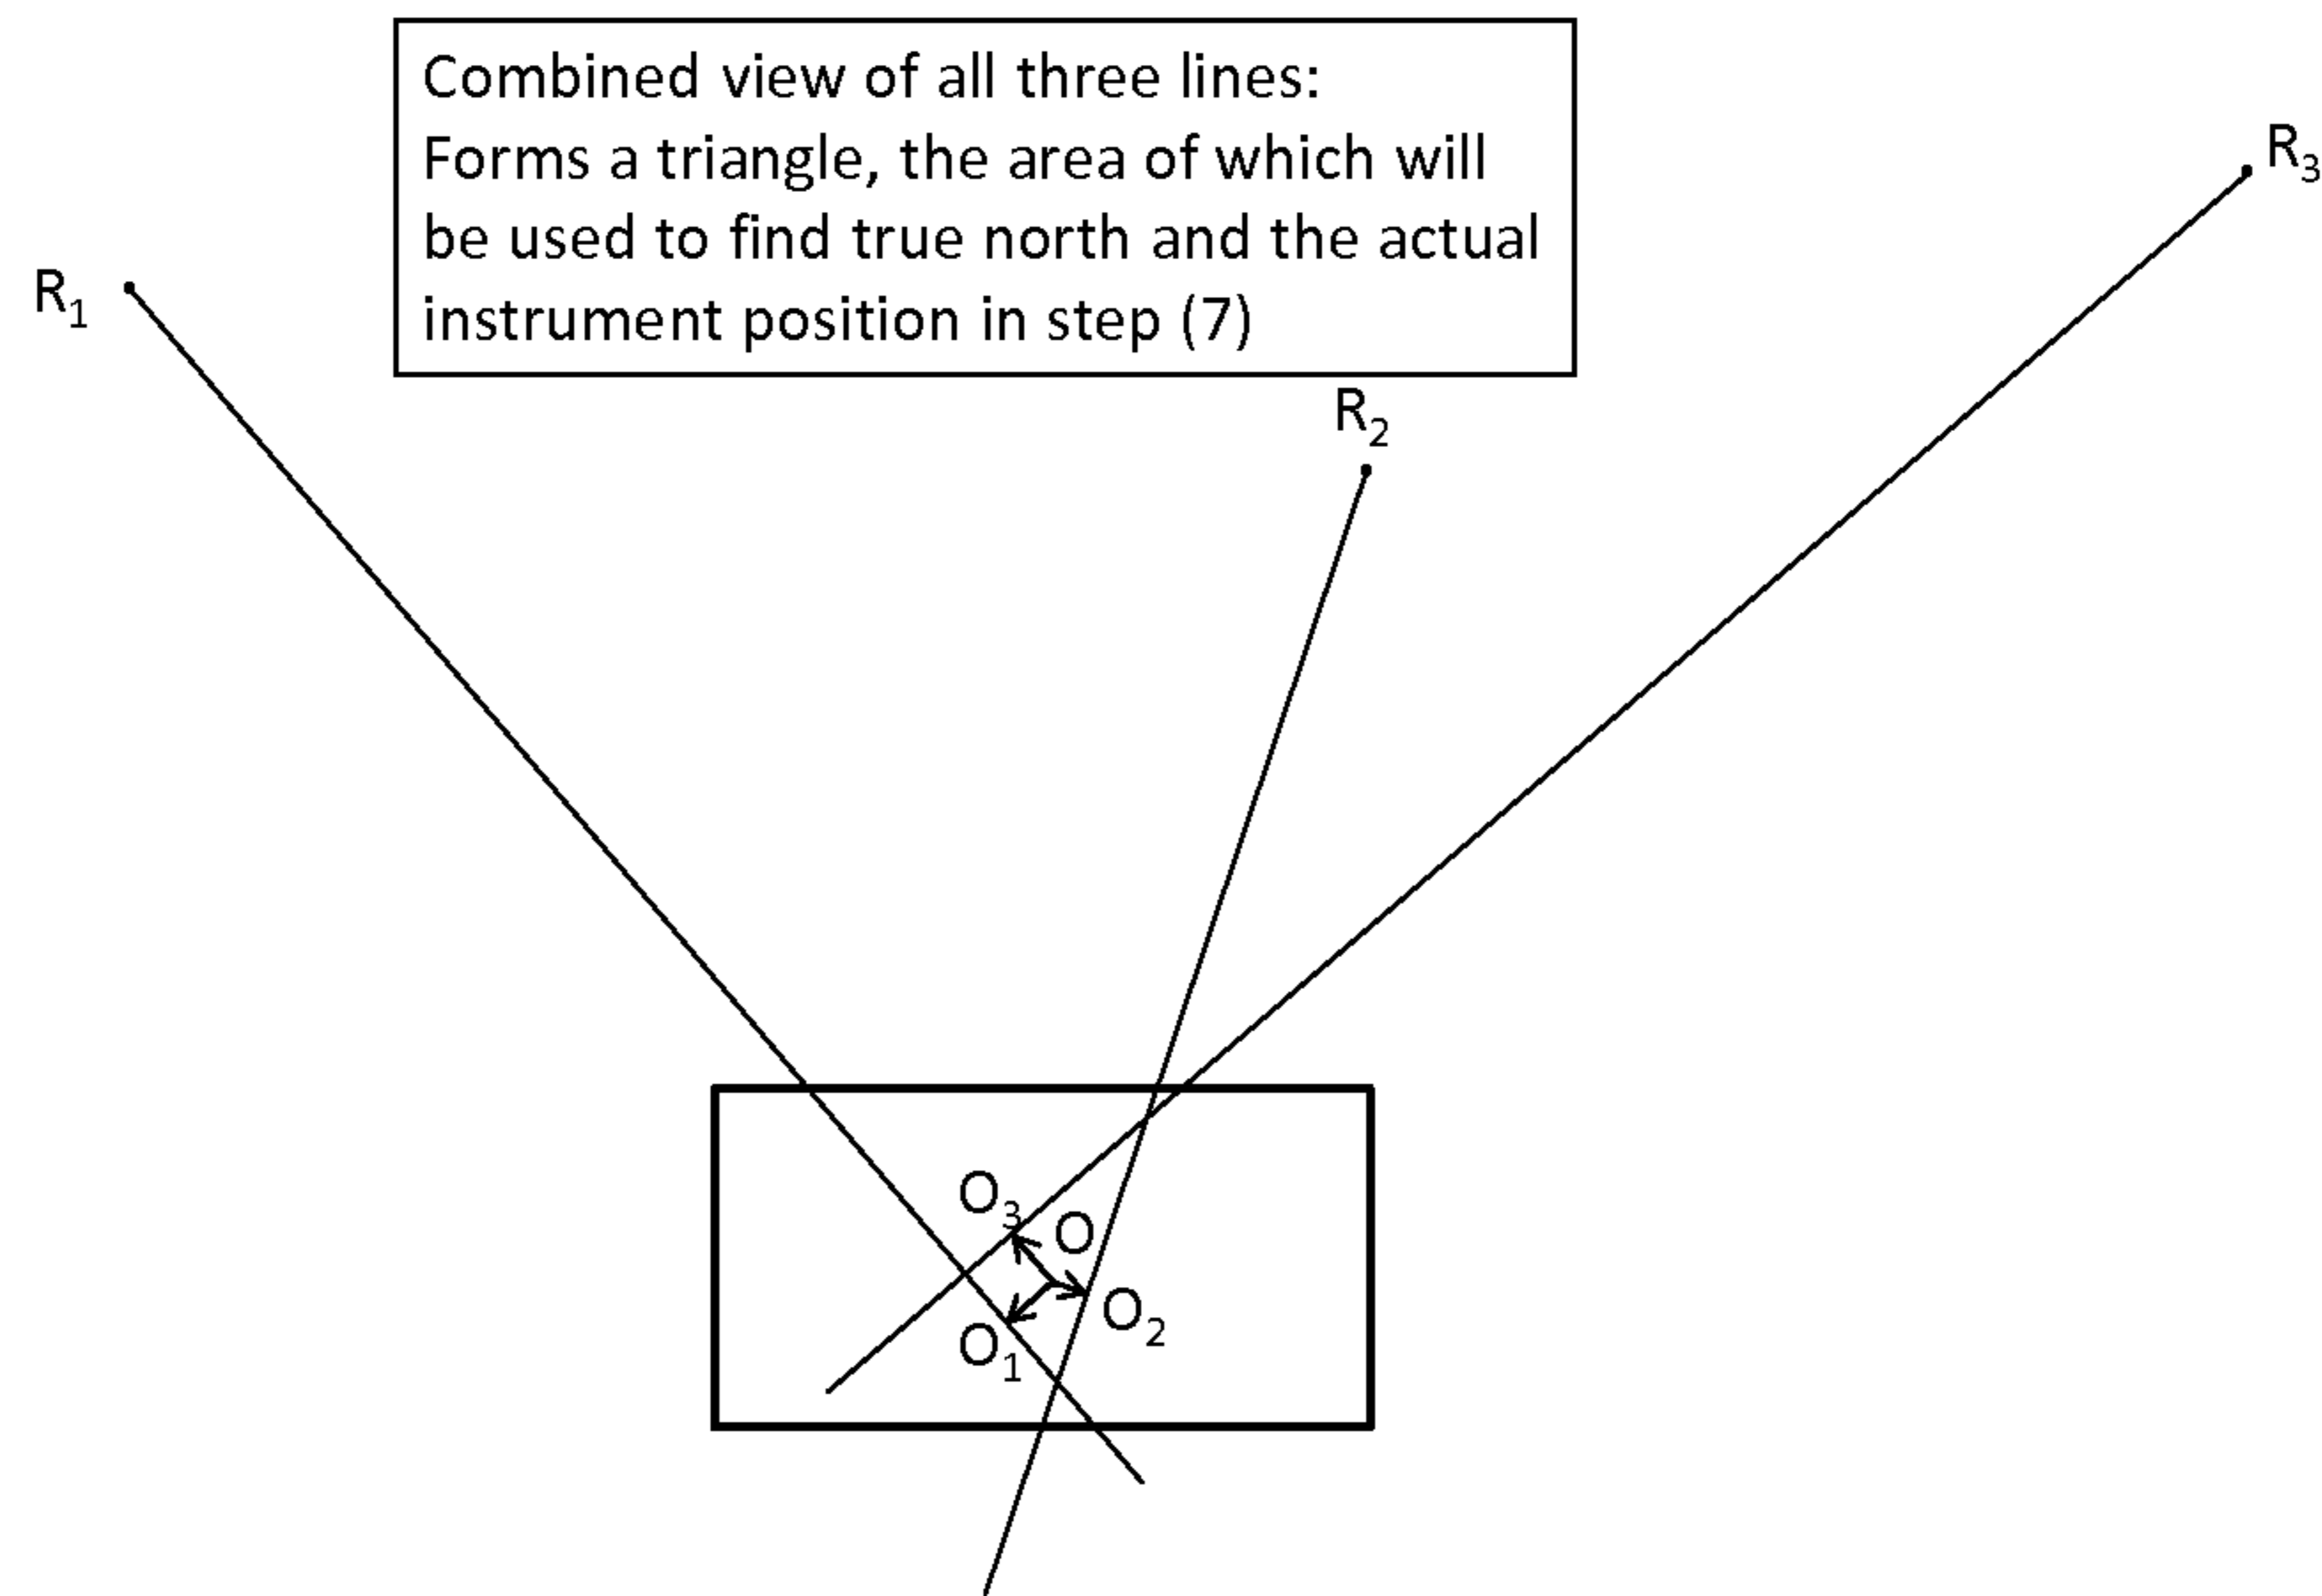 Combined view of all three lines:
Forms a triangle, the area of which will
be used to find true north and the actual
instrument position in step (7)
R₃
R₁
R₂
O₃
O
O₂
O₁